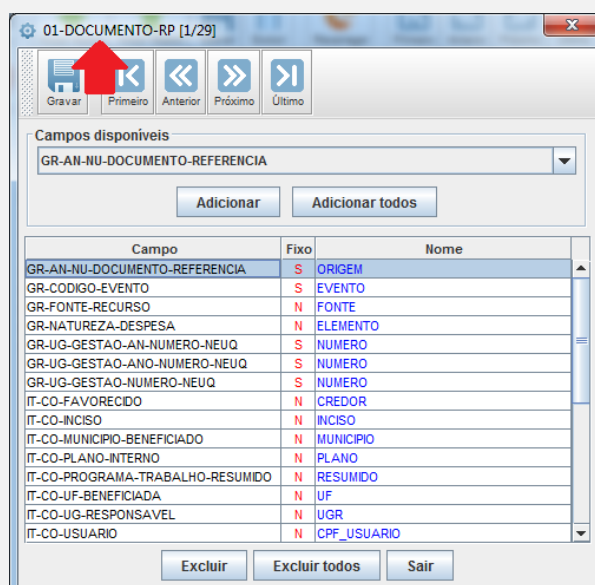 01-DOCUMENTO-RP [1/29]
Gravar Primeiro Anterior Próximo Último
Campos disponíveis
GR-AN-NU-DOCUMENTO-REFERENCIA
Adicionar Adicionar todos
Campo Fixo Nome
GR-AN-NU-DOCUMENTO-REFERENCIA S ORIGEM
GR-CODIGO-EVENTO S EVENTO
GR-FONTE-RECURSO N FONTE
GR-NATUREZA-DESPESA N ELEMENTO
GR-UG-GESTAO-AN-NUMERO-NEUQ S NUMERO
GR-UG-GESTAO-ANO-NUMERO-NEUQ S NUMERO
GR-UG-GESTAO-NUMERO-NEUQ S NUMERO
IT-CO-FAVORECIDO N CREDOR
IT-CO-INCISO N INCISO
IT-CO-MUNICIPIO-BENEFICIADO N MUNICIPIO
IT-CO-PLANO-INTERNO N PLANO
IT-CO-PROGRAMA-TRABALHO-RESUMIDO N RESUMIDO
IT-CO-UF-BENEFICIADA N UF
IT-CO-UG-RESPONSAVEL N UGR
IT-CO-USUARIO N CPF_USUARIO
Excluir Excluir todos Sair